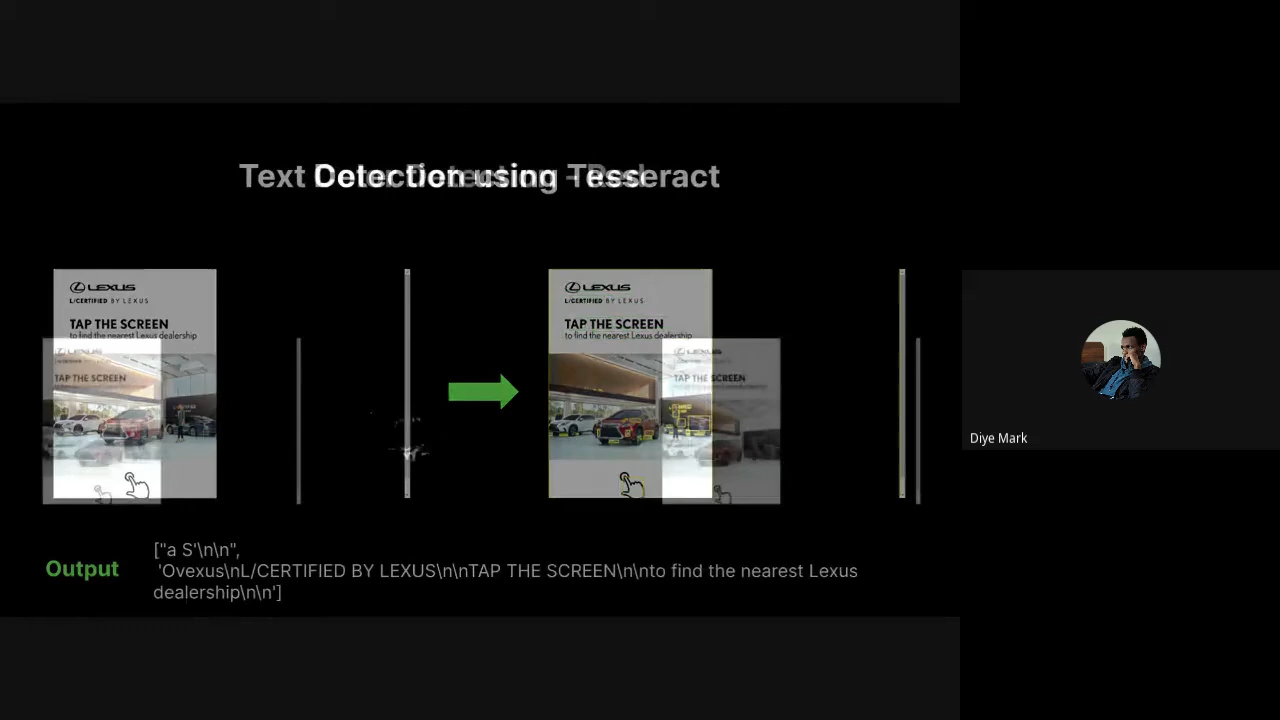 Text Detection using Tesseract
LEXUS
L/CERTIFIED BY LEXUS
TAP THE SCREEN
to find the nearest Lexus dealership
LEXUS
TAP THE SCREEN
LEXUS
L/CERTIFIED BY LEXUS
TAP THE SCREEN
to find the nearest Lexus dealership
LEXUS
TAP THE SCREEN
Diye Mark
Output
["a S'\n\n",
'Ovexus\nL/CERTIFIED BY LEXUS\n\nTAP THE SCREEN\n\nto find the nearest Lexus
dealership\n\n']